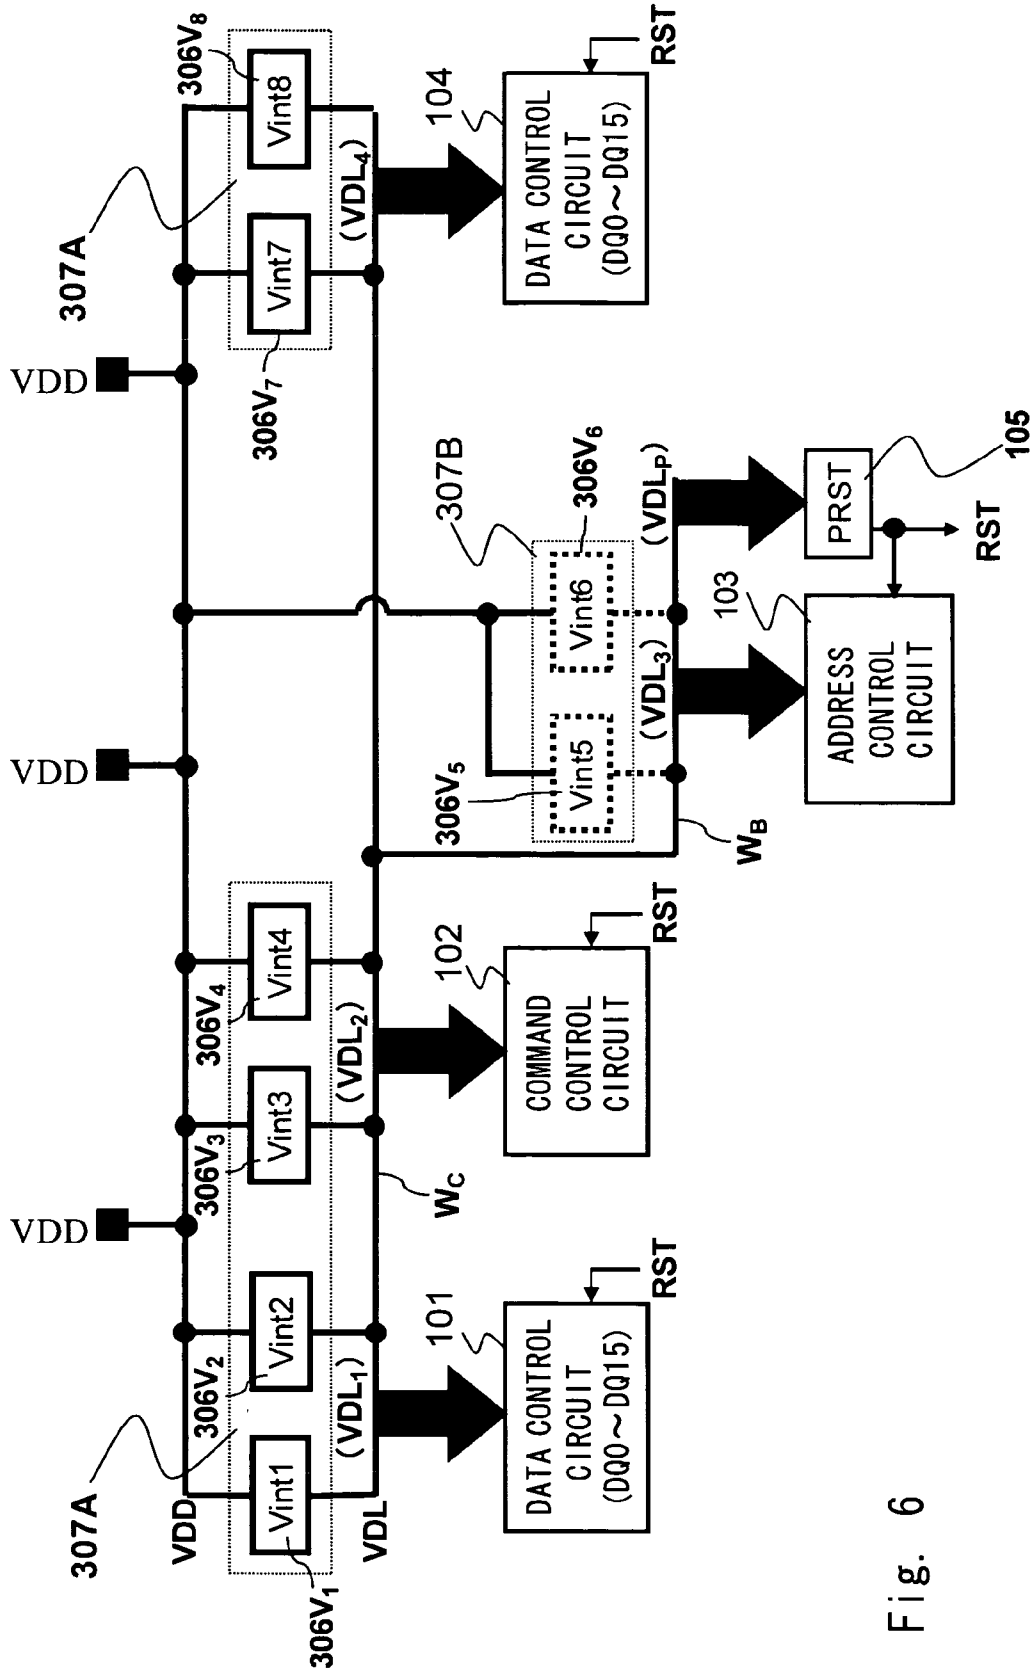 VDD
VDD
VDD
307A
307A
306V8
VDD
306V1
Vint1
306V2
Vint2
306V3
Vint3
306V4
Vint4
306V7
Vint7
Vint8
VDL
(VDL1)
WC
(VDL2)
(VDL4)
307B
306V6
306V5
Vint5
Vint6
WB
(VDL3)
(VDLP)
101
DATA CONTROL
CIRCUIT
(DQ0～DQ15)
RST
102
COMMAND
CONTROL
CIRCUIT
RST
103
ADDRESS
CONTROL
CIRCUIT
PRST
105
RST
104
DATA CONTROL
CIRCUIT
(DQ0～DQ15)
RST
Fig. 6